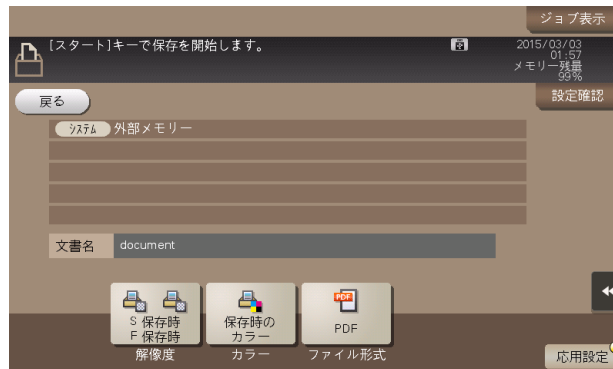 ジョブ表示
[スタート]キーで保存を開始します。
2015/03/03
01:57
メモリー残量
99%
戻る
設定確認
システム 外部メモリー
文書名 document
S 保存時
F 保存時
解像度
保存時の
カラー
カラー
PDF
PDF
ファイル形式
応用設定